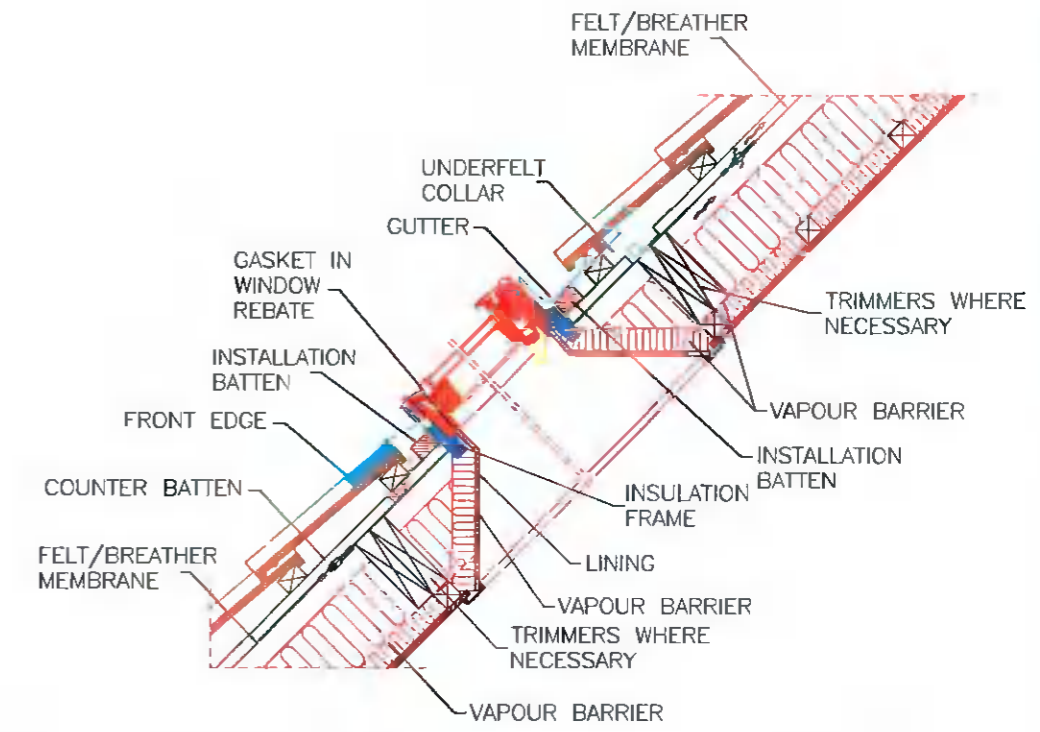 FELT/BREATHER
MEMBRANE
UNDERFELT
COLLAR
GUTTER
GASKET IN
WINDOW
REBATE
TRIMMERS WHERE
NECESSARY
INSTALLATION
BATTEN
FRONT EDGE
VAPOUR BARRIER
INSTALLATION
BATTEN
COUNTER BATTEN
INSULATION
FRAME
FELT/BREATHER
MEMBRANE
LINING
VAPOUR BARRIER
TRIMMERS WHERE
NECESSARY
VAPOUR BARRIER